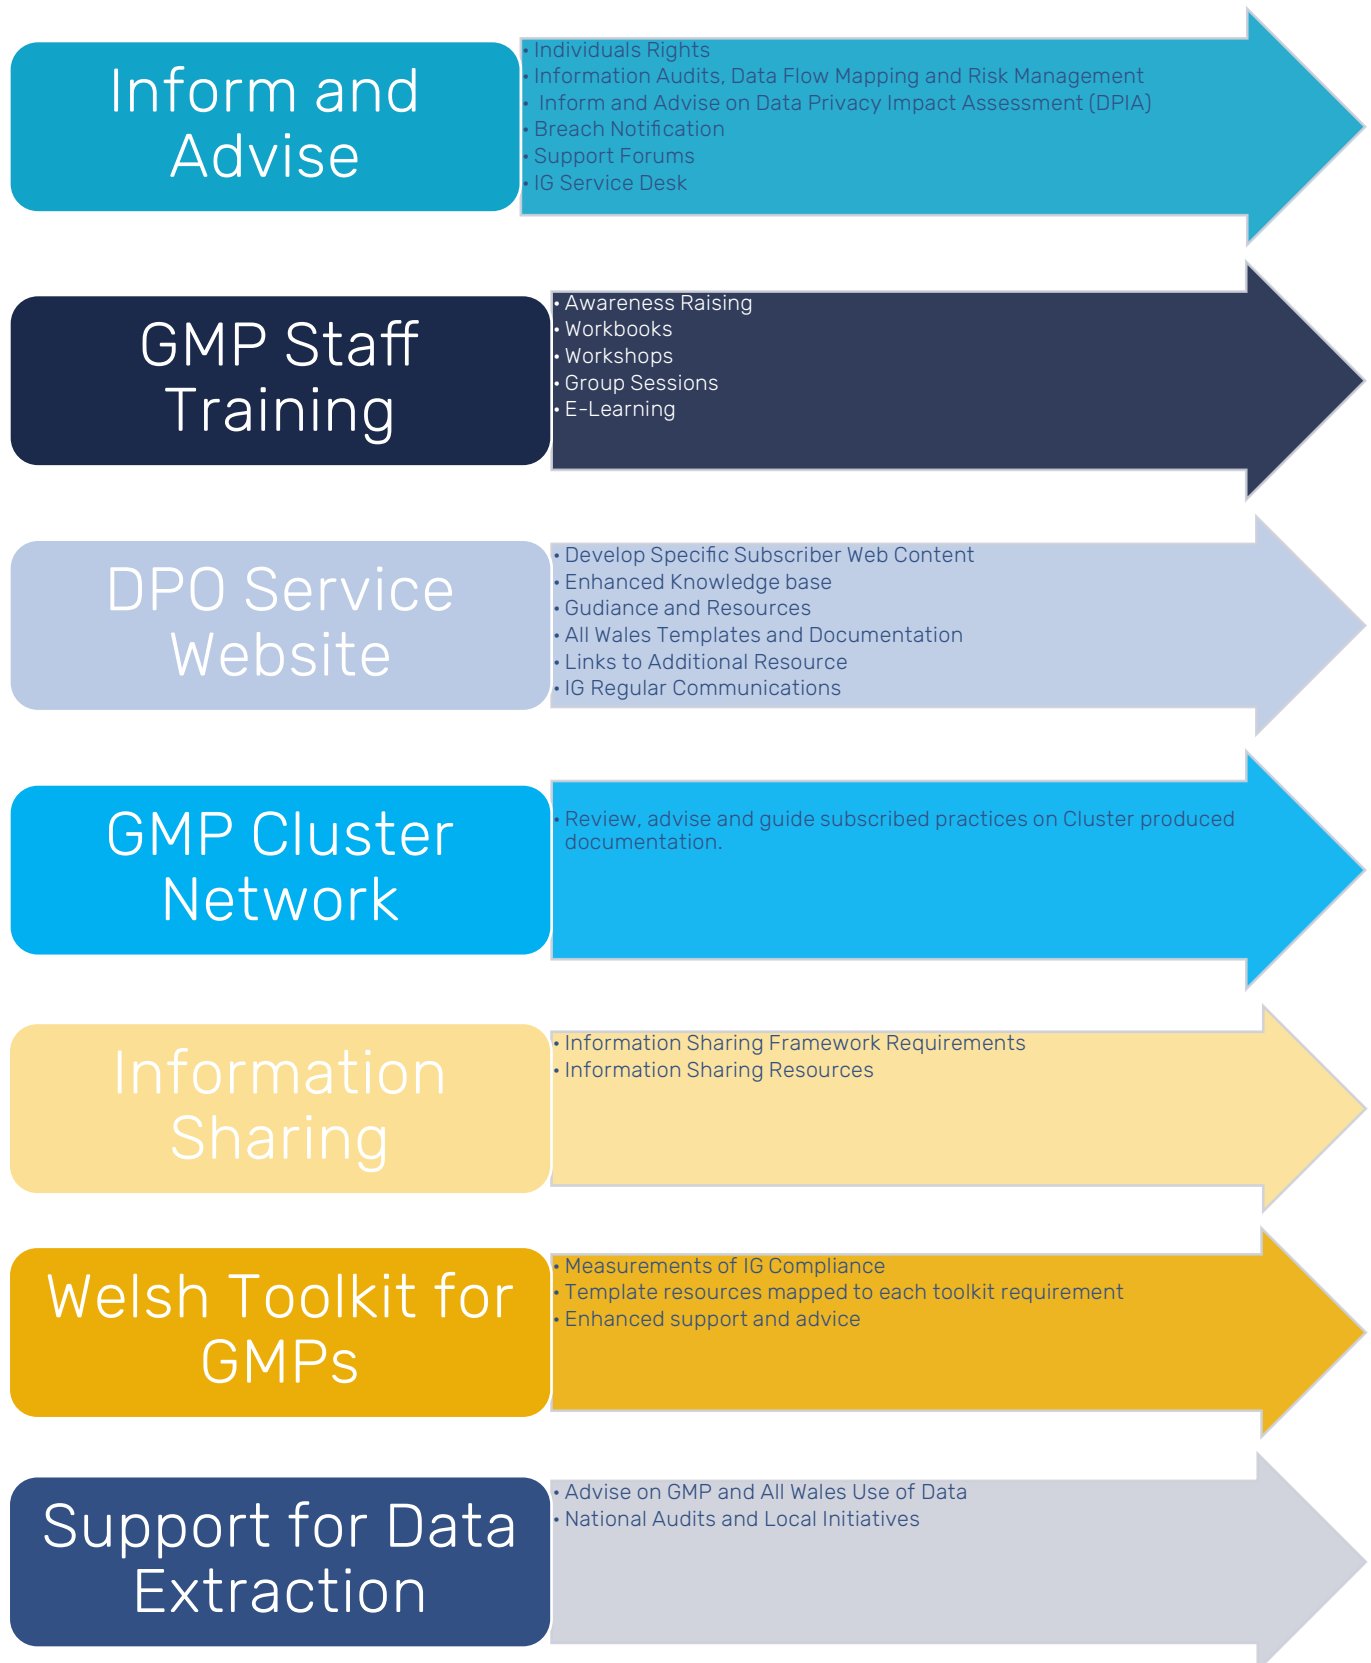 Inform and
Advise
• Individuals Rights
• Information Audits, Data Flow Mapping and Risk Management
• Inform and Advise on Data Privacy Impact Assessment (DPIA)
• Breach Notification
• Support Forums
• IG Service Desk
GMP Staff
Training
• Awareness Raising
• Workbooks
• Workshops
• Group Sessions
• E-Learning
DPO Service
Website
• Develop Specific Subscriber Web Content
• Enhanced Knowledge base
• Gudiance and Resources
• All Wales Templates and Documentation
• Links to Additional Resource
• IG Regular Communications
GMP Cluster
Network
• Review, advise and guide subscribed practices on Cluster produced
documentation.
Information
Sharing
• Information Sharing Framework Requirements
• Information Sharing Resources
Welsh Toolkit for
GMPs
• Measurements of IG Compliance
• Template resources mapped to each toolkit requirement
• Enhanced support and advice
Support for Data
Extraction
• Advise on GMP and All Wales Use of Data
• National Audits and Local Initiatives